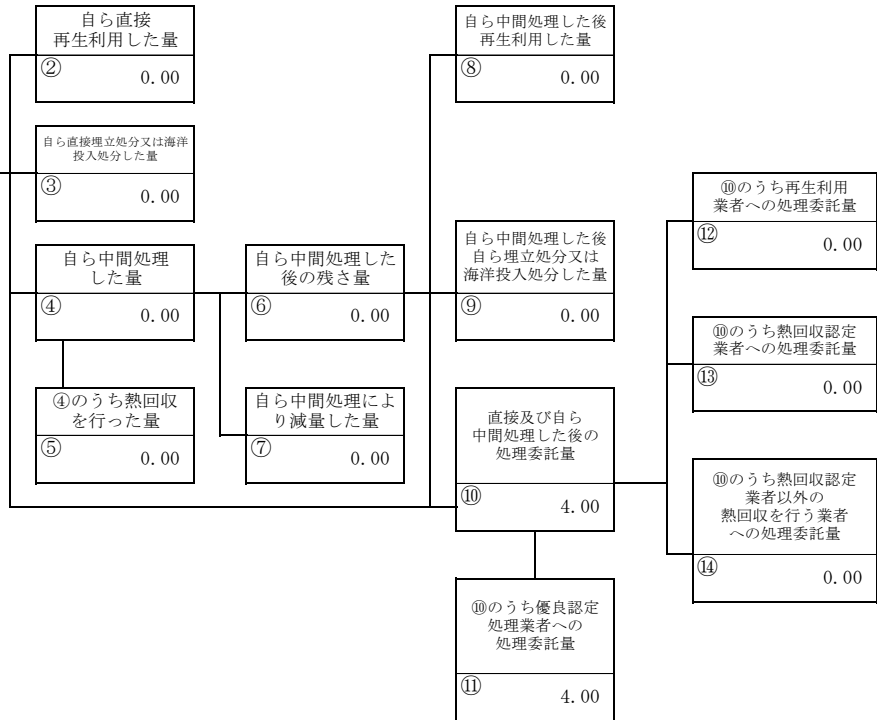 自ら直接
再生利用した量
② 0.00
自ら中間処理した後
再生利用した量
⑧ 0.00
自ら直接埋立処分又は海洋
投入処分した量
③ 0.00
⑩のうち再生利用
業者への処理委託量
⑫ 0.00
自ら中間処理
した量
④ 0.00
自ら中間処理した
後の残さ量
⑥ 0.00
自ら中間処理した後
自ら埋立処分又は
海洋投入処分した量
⑨ 0.00
⑩のうち熱回収認定
業者への処理委託量
⑬ 0.00
④のうち熱回収
を行った量
⑤ 0.00
自ら中間処理によ
り減量した量
⑦ 0.00
直接及び自ら
中間処理した後の
処理委託量
⑩ 4.00
⑩のうち熱回収認定
業者以外の
熱回収を行う業者
への処理委託量
⑭ 0.00
⑩のうち優良認定
処理業者への
処理委託量
⑪ 4.00